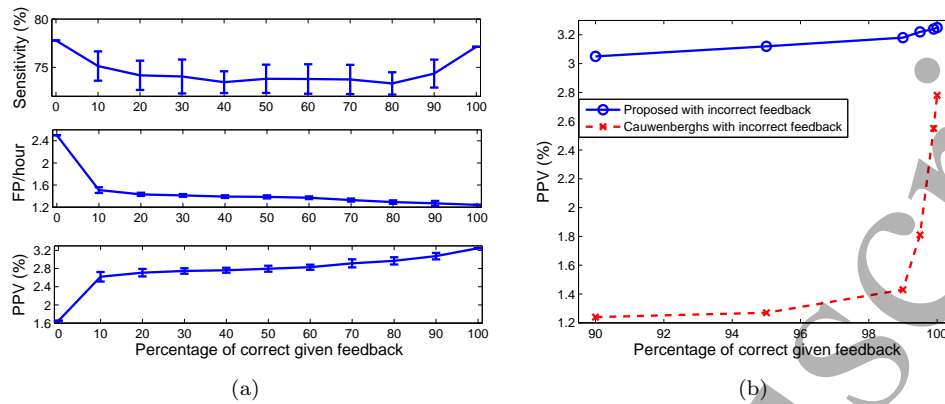 Sensitivity (%)
80
75
0 10 20 30 40 50 60 70 80 90 100
FP/hour
2.4
1.6
1.2
0 10 20 30 40 50 60 70 80 90 100
PPV (%)
3.2
2.8
2.4
1.6
0 10 20 30 40 50 60 70 80 90 100
Percentage of correct given feedback
(a)
PPV (%)
3.2
3
2.8
2.6
2.4
2.2
2
1.8
1.6
1.4
1.2
Proposed with incorrect feedback
Cauwenberghs with incorrect feedback
90 92 94 96 98 100
Percentage of correct given feedback
(b)